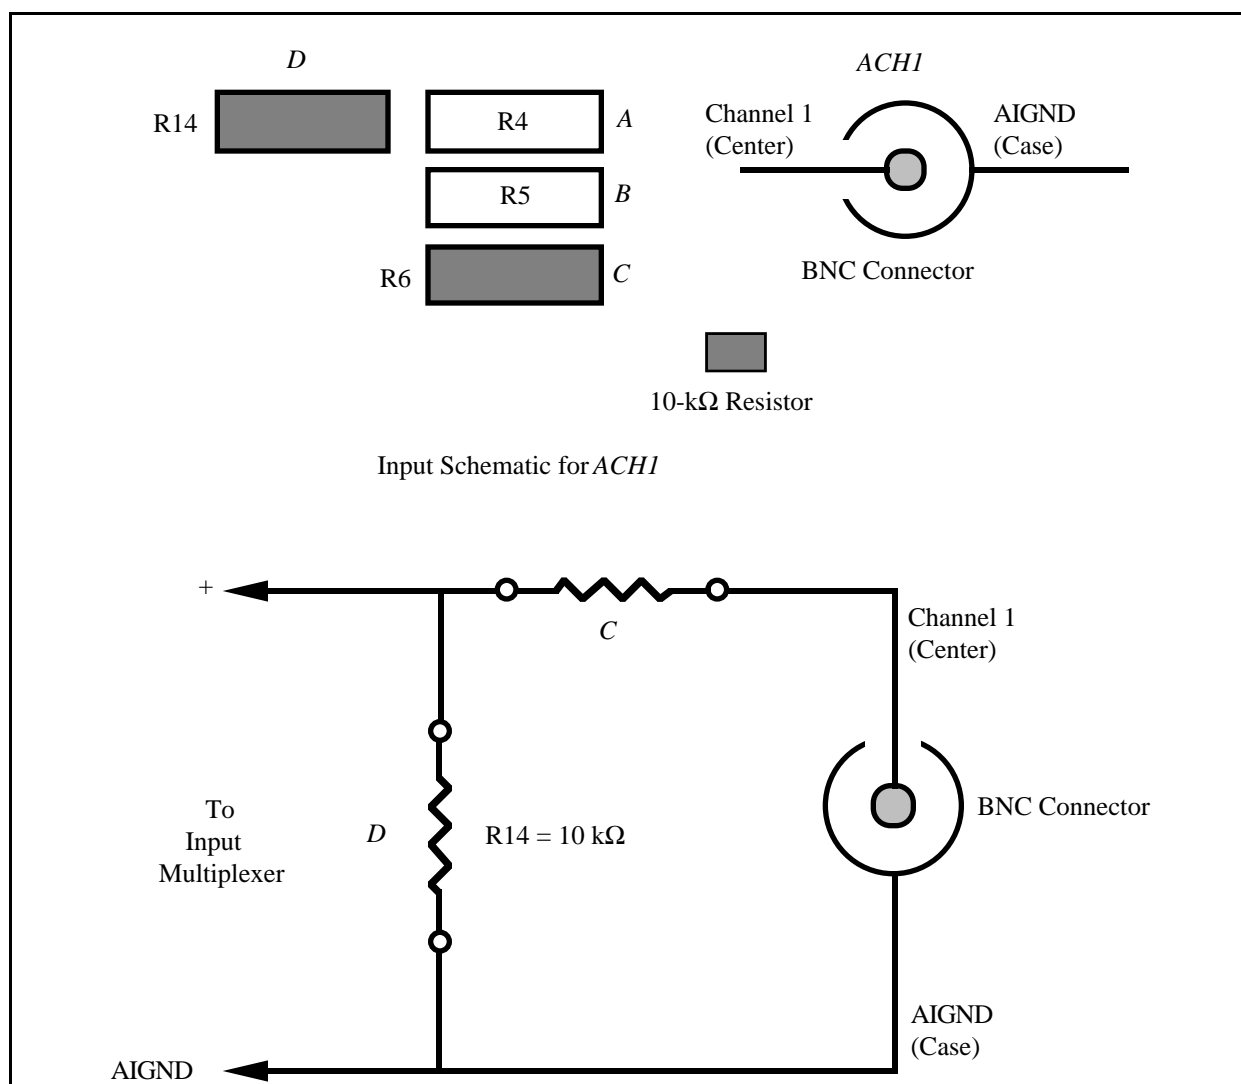 D
R14
R4
A
R5
B
R6
C
ACH1
Channel 1
(Center)
AIGND
(Case)
BNC Connector
10-kΩ Resistor
Input Schematic for ACH1
+
C
Channel 1
(Center)
To
Input
Multiplexer
D
R14 = 10 kΩ
BNC Connector
AIGND
(Case)
AIGND